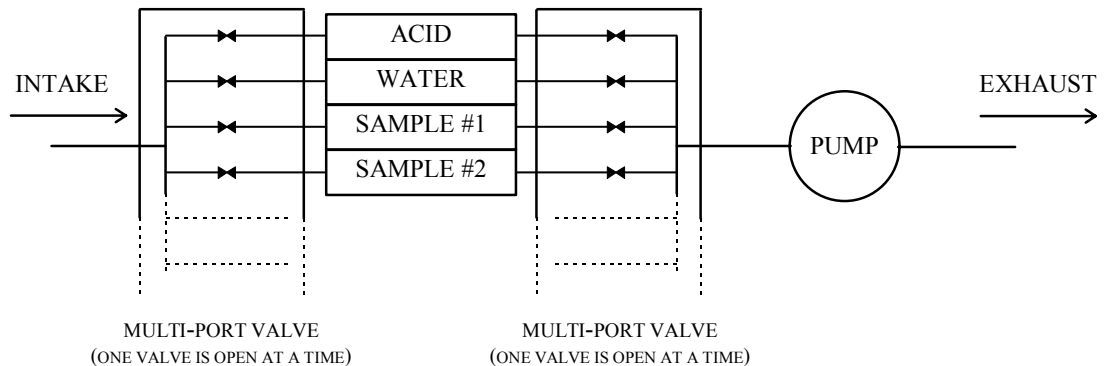 ACID
WATER
INTAKE
EXHAUST
SAMPLE #1
PUMP
SAMPLE #2
MULTI-PORT VALVE
(ONE VALVE IS OPEN AT A TIME)
MULTI-PORT VALVE
(ONE VALVE IS OPEN AT A TIME)